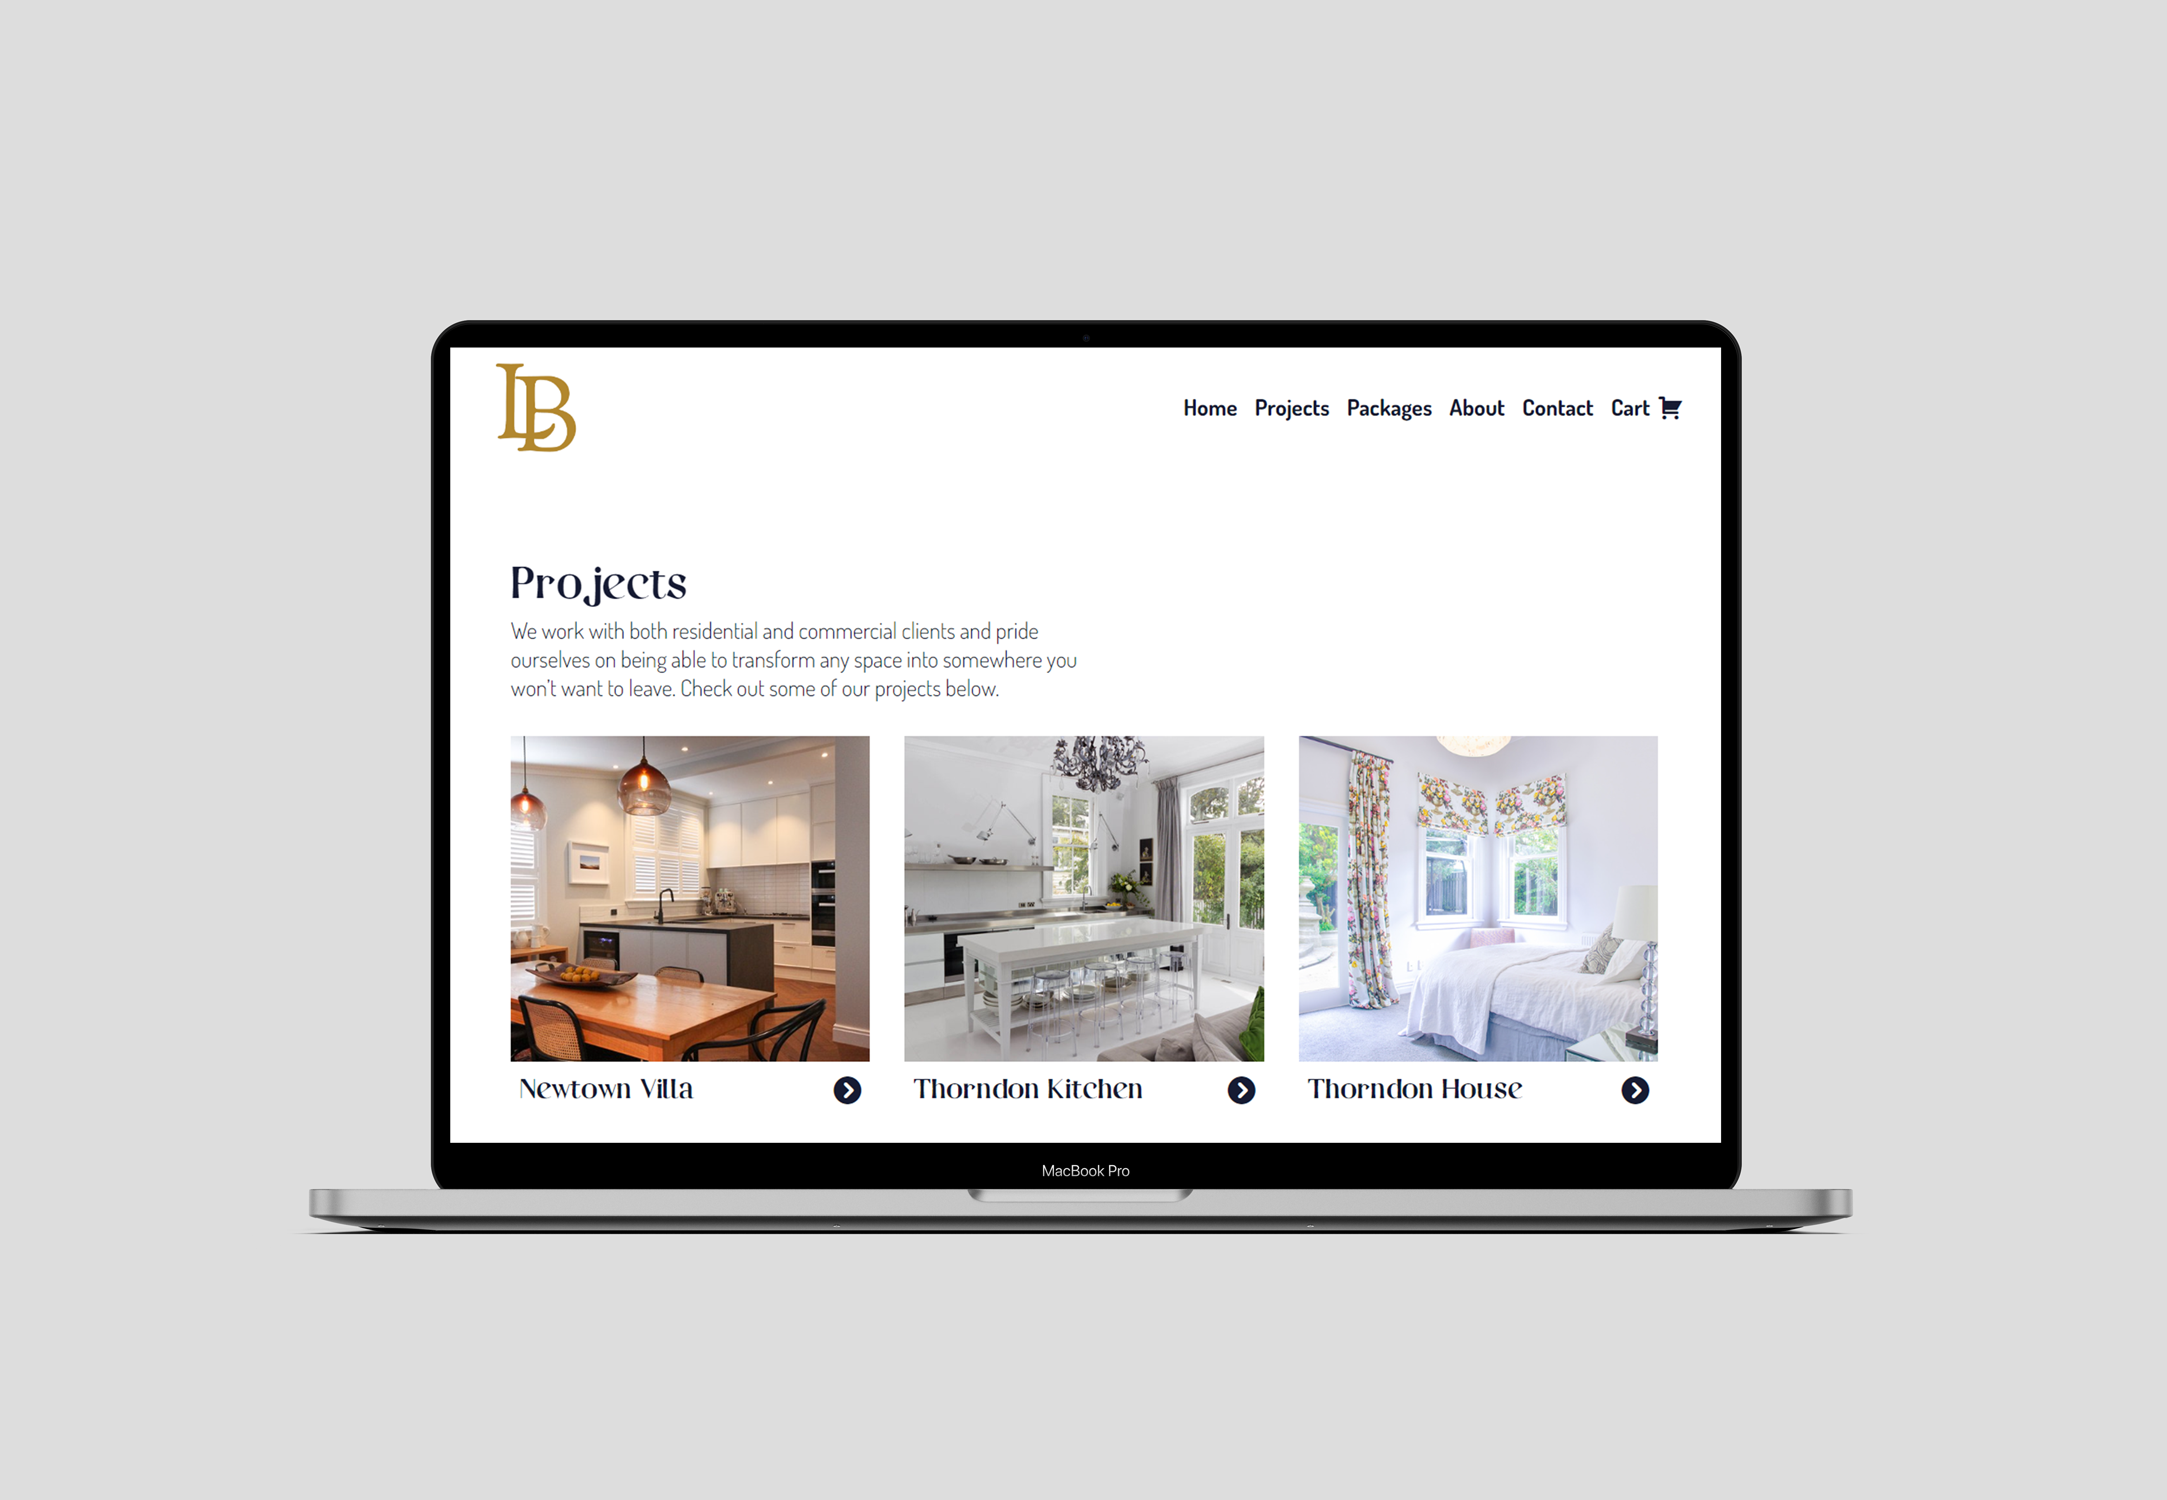 LB
Home Projects Packages About Contact Cart
Projects
We work with both residential and commercial clients and pride
ourselves on being able to transform any space into somewhere you
won't want to leave. Check out some of our projects below.
Newtown Villa
Thorndon Kitchen
Thorndon House
MacBook Pro